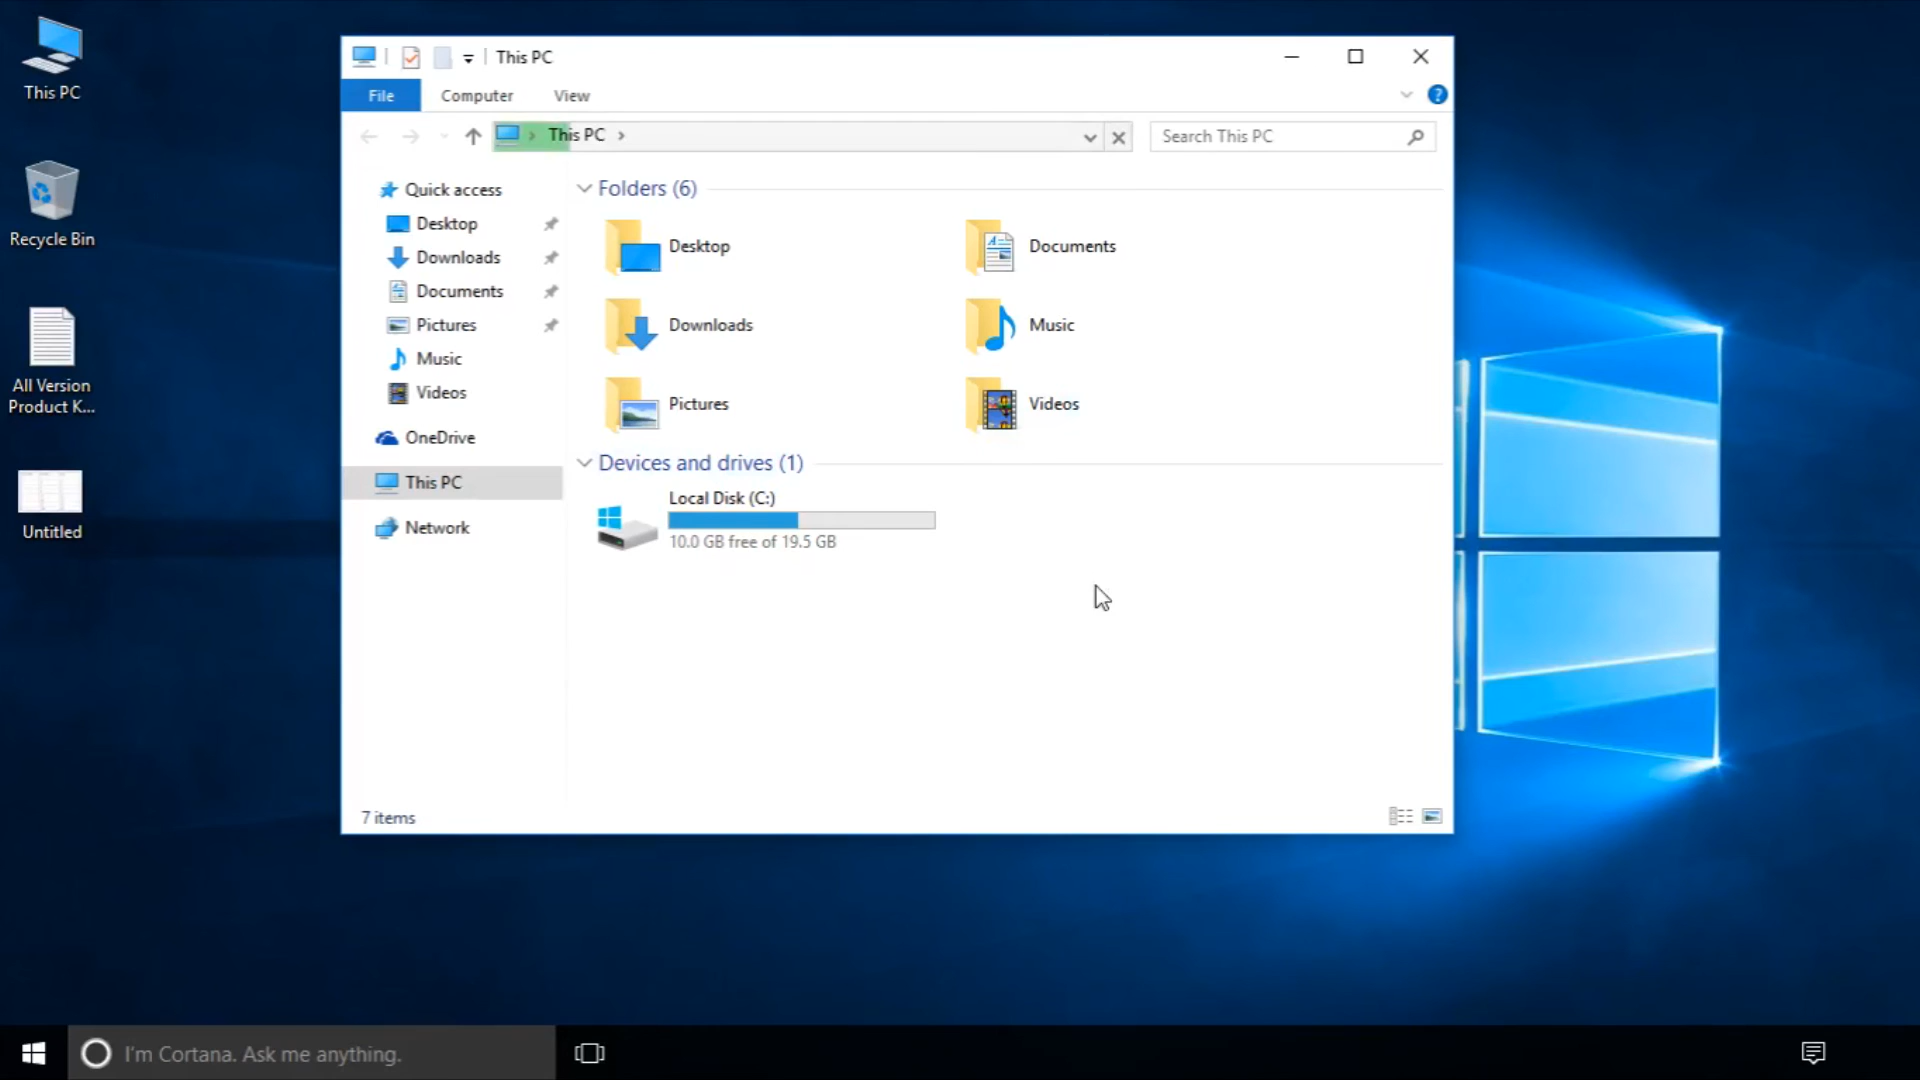 This PC
Recycle Bin
All Version
Product K...
Untitled
This PC
File
Computer
View
This PC
Search This PC
Quick access
Desktop
Downloads
Documents
Pictures
Music
Videos
OneDrive
This PC
Network
Folders (6)
Desktop
Documents
Downloads
Music
Pictures
Videos
Devices and drives (1)
Local Disk (C:)
10.0 GB free of 19.5 GB
7 items
I'm Cortana. Ask me anything.